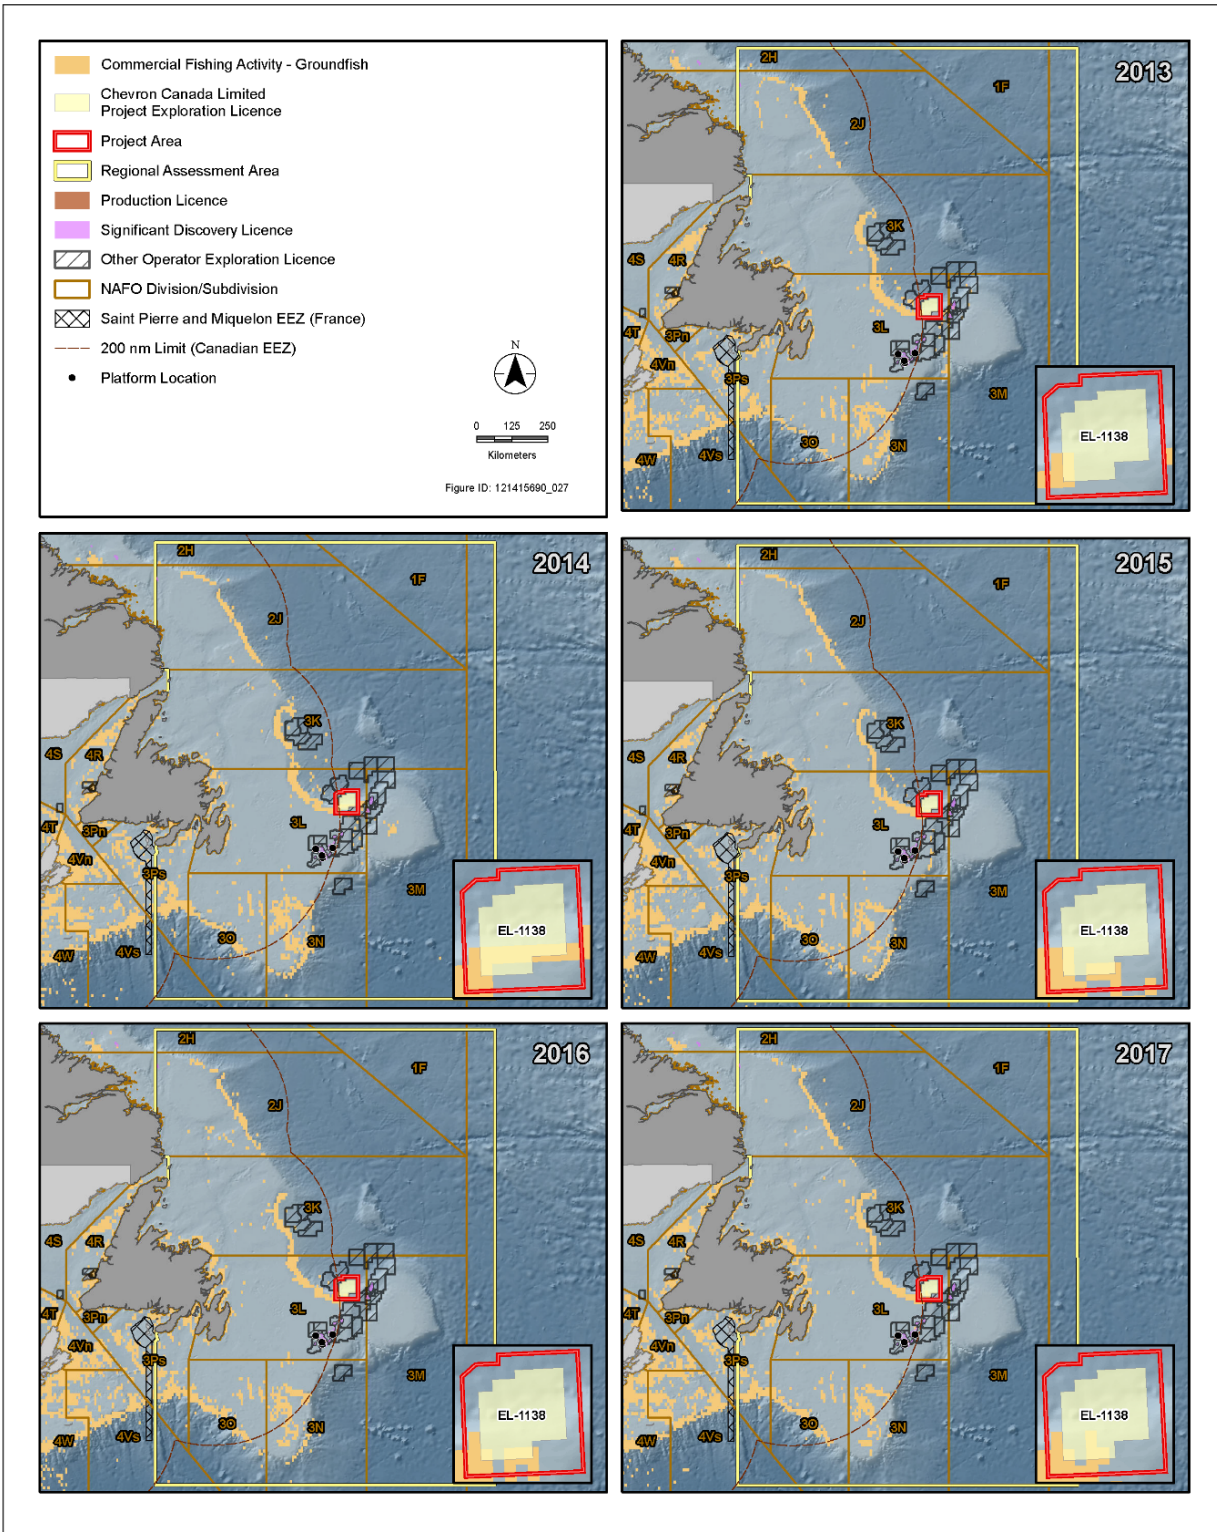 Commercial Fishing Activity - Groundfish
Chevron Canada Limited
Project Exploration Licence
Project Area
Regional Assessment Area
Production Licence
Significant Discovery Licence
Other Operator Exploration Licence
NAFO Division/Subdivision
Saint Pierre and Miquelon EEZ (France)
200 nm Limit (Canadian EEZ)
Platform Location
N
0 125 250
Kilometers
Figure ID: 121415690_027
2013
2H
1F
2J
3K
4S
4R
3L
4T
3Pn
4Vn
3Ps
3M
3O
3N
4W
4Vs
EL-1138
2014
2H
1F
2J
3K
4S
4R
3L
4T
3Pn
4Vn
3Ps
3M
3O
3N
4W
4Vs
EL-1138
2015
2H
1F
2J
3K
4S
4R
3L
4T
3Pn
4Vn
3Ps
3M
3O
3N
4W
4Vs
EL-1138
2016
2H
1F
2J
3K
4S
4R
3L
4T
3Pn
4Vn
3Ps
3M
3O
3N
4W
4Vs
EL-1138
2017
2H
1F
2J
3K
4S
4R
3L
4T
3Pn
4Vn
3Ps
3M
3O
3N
4W
4Vs
EL-1138